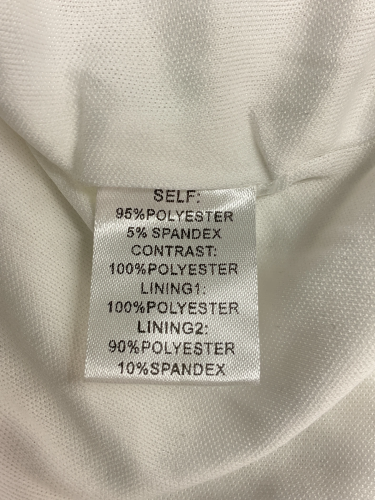 SELF:
95%POLYESTER
5% SPANDEX
CONTRAST:
100%POLYESTER
LINING1:
100%POLYESTER
LINING2:
90%POLYESTER
10%SPANDEX